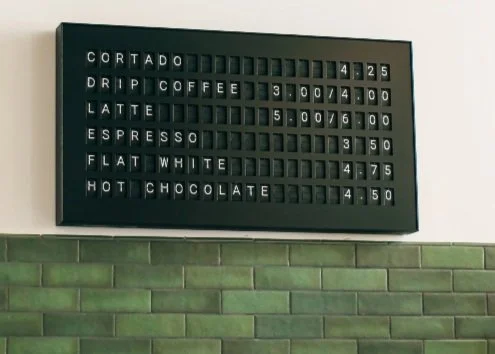 CORTADO 4.25
DRIP COFFEE 3.00/4.00
LATTE 5.00/6.00
ESPRESSO 3 50
FLAT WHITE 4.75
HOT CHOCOLATE 4.50